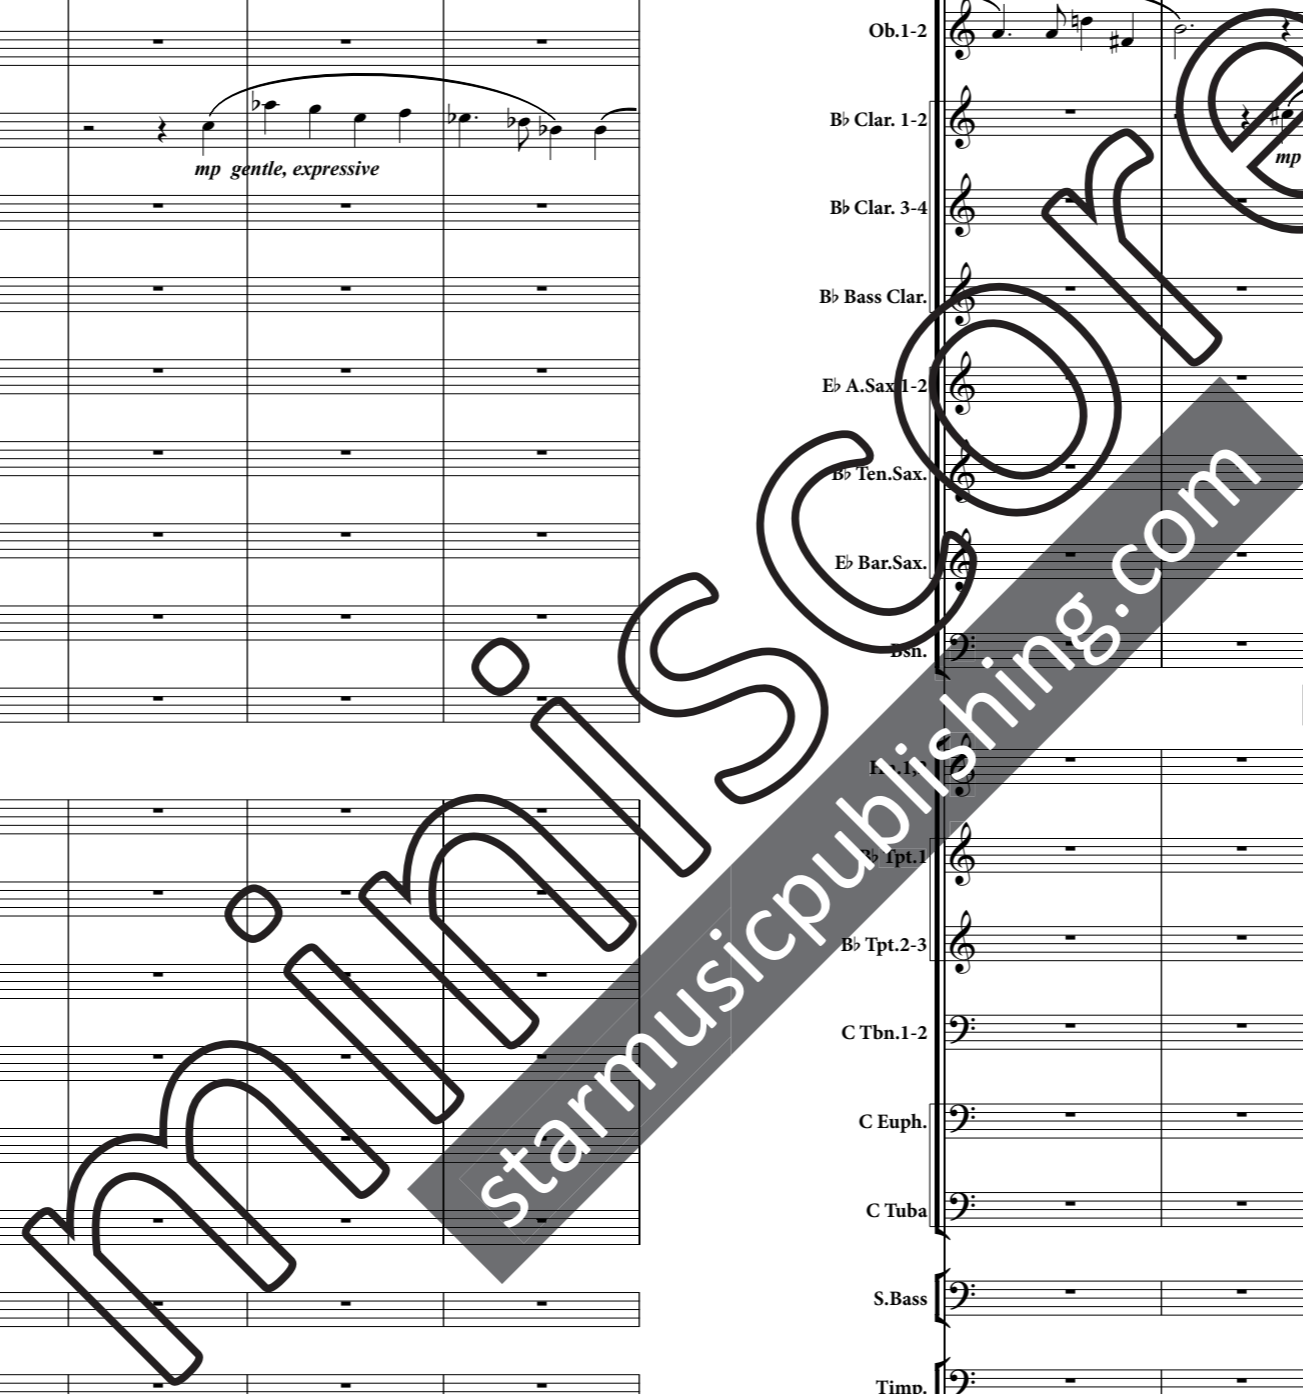 mp gentle, expressive
Ob.1-2
B♭ Clar. 1-2
mp
B♭ Clar. 3-4
B♭ Bass Clar.
E♭ A.Sax.1-2
B♭ Ten.Sax.
E♭ Bar.Sax.
Bsn.
B♭ Tpt.1
B♭ Tpt.2-3
C Tbn.1-2
C Euph.
C Tuba
S.Bass
Timp.
miniscore
starmusicpublishing.com